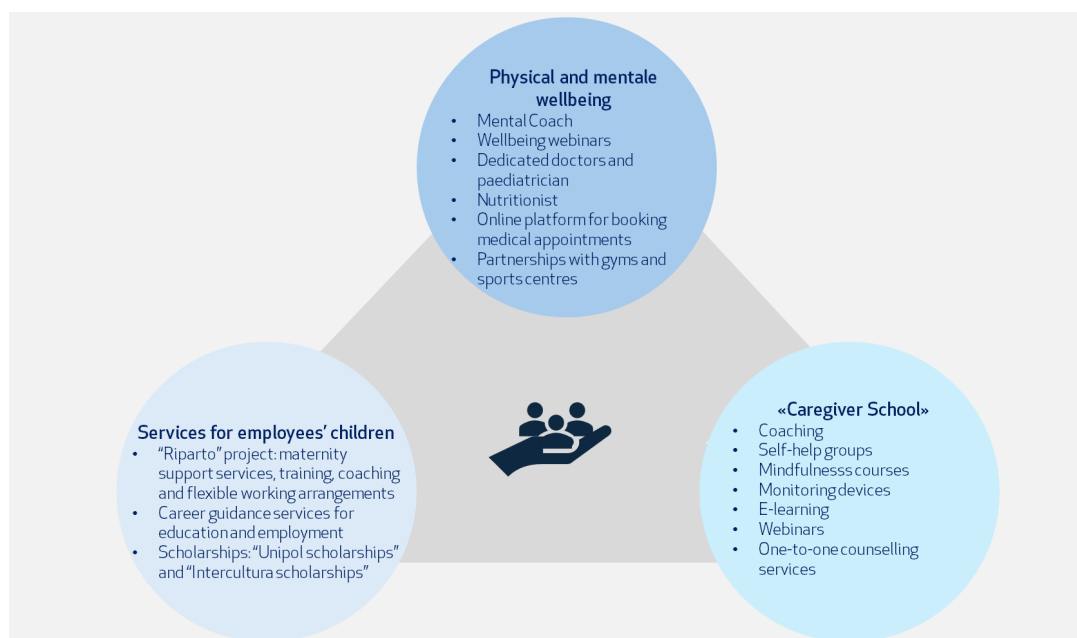 Physical and mentale
wellbeing
• Mental Coach
• Wellbeing webinars
• Dedicated doctors and
paediatrician
• Nutritionist
• Online platform for booking
medical appointments
• Partnerships with gyms and
sports centres
Services for employees’ children
• “Riparto” project: maternity
support services, training, coaching
and flexible working arrangements
• Career guidance services for
education and employment
• Scholarships: “Unipol scholarships”
and “Intercultura scholarships”
«Caregiver School»
• Coaching
• Self-help groups
• Mindfulnesss courses
• Monitoring devices
• E-learning
• Webinars
• One-to-one counselling
services